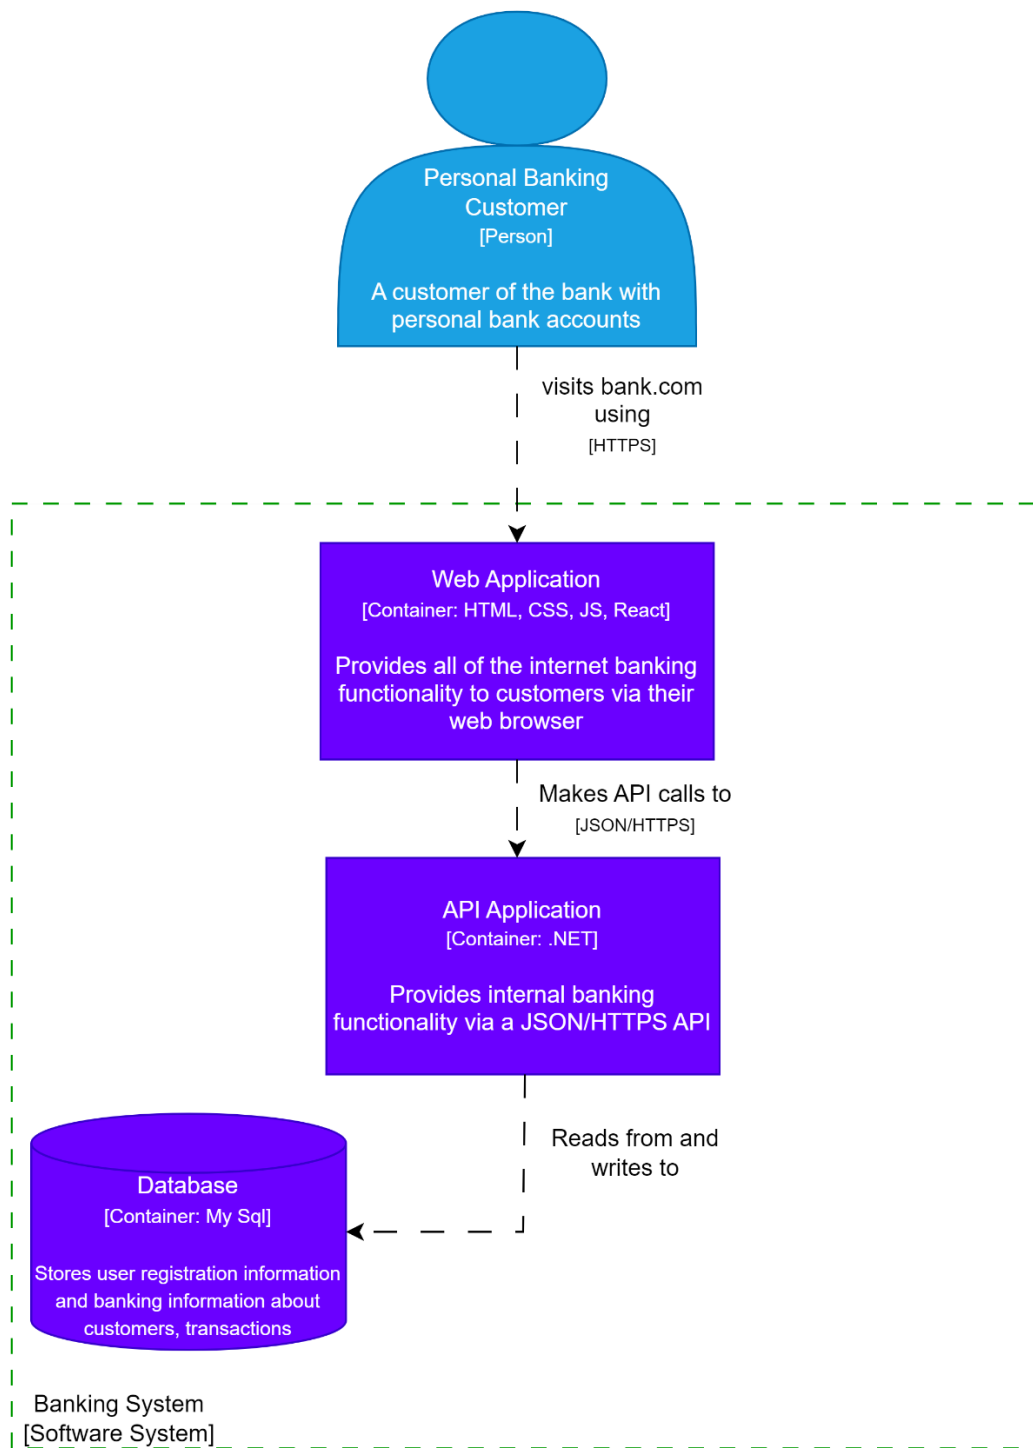 Personal Banking
Customer
[Person]
A customer of the bank with
personal bank accounts
visits bank.com
using
[HTTPS]
Web Application
[Container: HTML, CSS, JS, React]
Provides all of the internet banking
functionality to customers via their
web browser
Makes API calls to
[JSON/HTTPS]
API Application
[Container: .NET]
Provides internal banking
functionality via a JSON/HTTPS API
Reads from and
writes to
Database
[Container: My Sql]
Stores user registration information
and banking information about
customers, transactions
Banking System
[Software System]